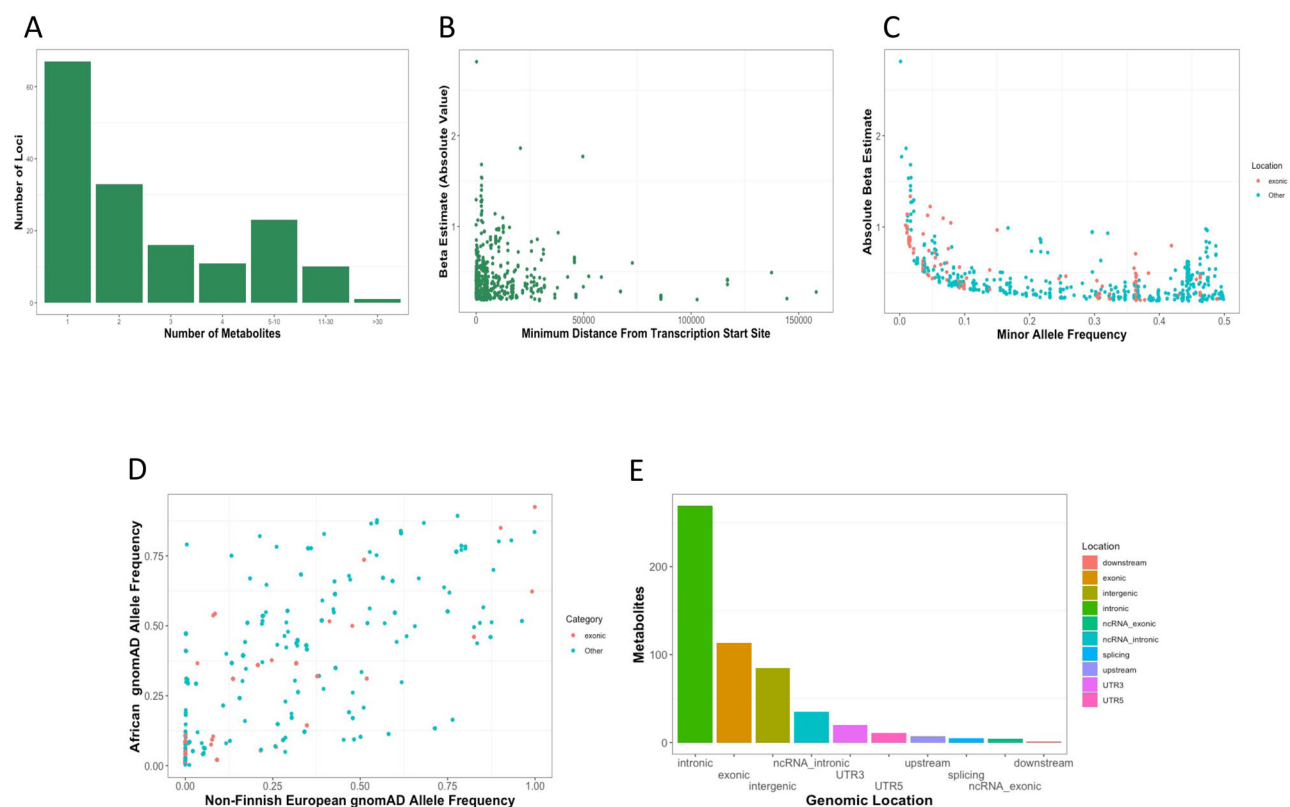 A
Number of Loci
60
40
20
0
1
2
3
4
5-10
11-30
>30
Number of Metabolites
B
Beta Estimate (Absolute Value)
2
1
0
50000
100000
150000
Minimum Distance From Transcription Start Site
C
Absolute Beta Estimate
2
1
0.0
0.1
0.2
0.3
0.4
0.5
Minor Allele Frequency
Location
exonic
Other
D
African gnomAD Allele Frequency
0.75
0.50
0.25
0.00
0.00
0.25
0.50
0.75
1.00
Non-Finnish European gnomAD Allele Frequency
Category
exonic
Other
E
Metabolites
200
100
0
intronic
exonic
intergenic
ncRNA_intronic
UTR3
UTR5
upstream
splicing
ncRNA_exonic
downstream
Genomic Location
Location
downstream
exonic
intergenic
intronic
ncRNA_exonic
ncRNA_intronic
splicing
upstream
UTR3
UTR5